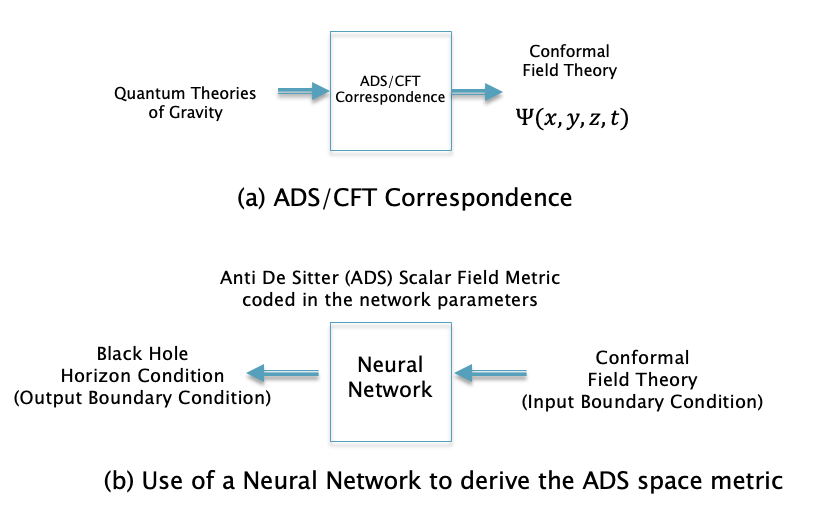 Quantum Theories
of Gravity
ADS/CFT
Correspondence
Conformal
Field Theory
Ψ(x, y, z, t)
(a) ADS/CFT Correspondence
Anti De Sitter (ADS) Scalar Field Metric
coded in the network parameters
Black Hole
Horizon Condition
(Output Boundary Condition)
Neural
Network
Conformal
Field Theory
(Input Boundary Condition)
(b) Use of a Neural Network to derive the ADS space metric